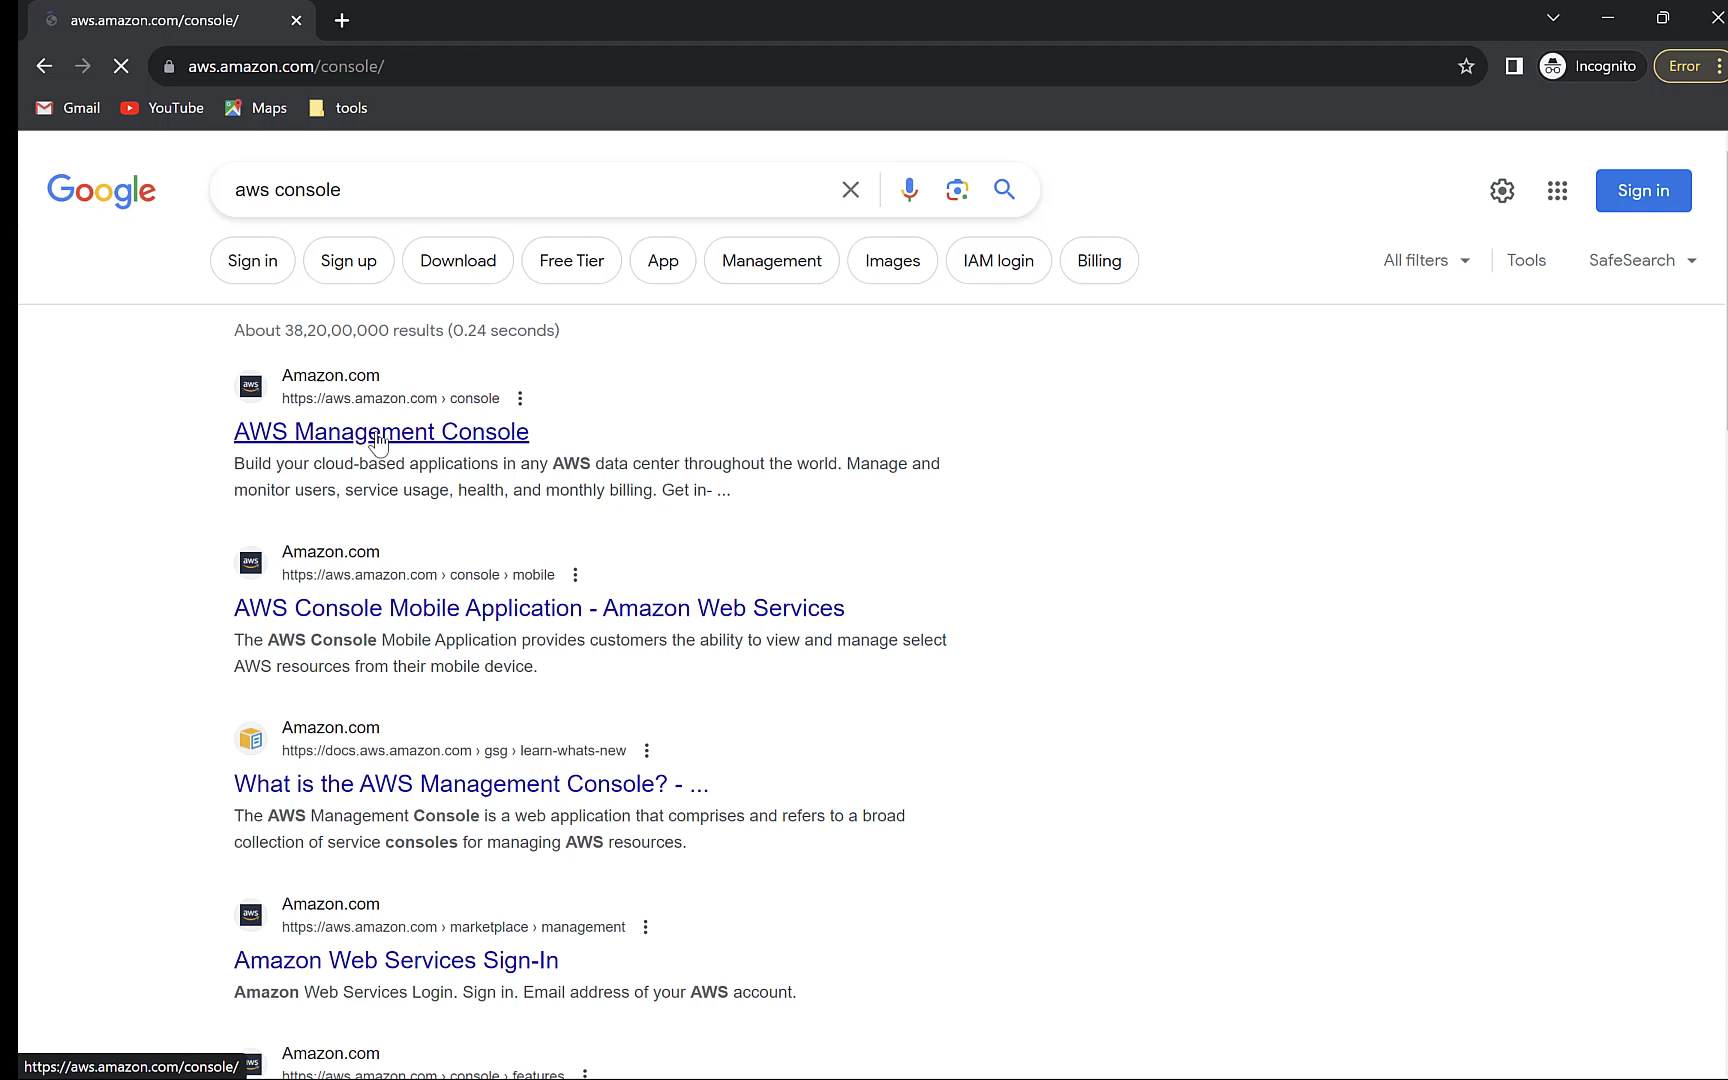 aws.amazon.com/console/
aws.amazon.com/console/
Incognito
Error
Gmail
YouTube
Maps
tools
Google
aws console
Sign in
Sign in
Sign up
Download
Free Tier
App
Management
Images
IAM login
Billing
All filters
Tools
SafeSearch
About 38,20,00,000 results (0.24 seconds)
aws
Amazon.com
https://aws.amazon.com › console
AWS Management Console
Build your cloud-based applications in any AWS data center throughout the world. Manage and
monitor users, service usage, health, and monthly billing. Get in- ...
aws
Amazon.com
https://aws.amazon.com › console › mobile
AWS Console Mobile Application - Amazon Web Services
The AWS Console Mobile Application provides customers the ability to view and manage select
AWS resources from their mobile device.
Amazon.com
https://docs.aws.amazon.com › gsg › learn-whats-new
What is the AWS Management Console? - ...
The AWS Management Console is a web application that comprises and refers to a broad
collection of service consoles for managing AWS resources.
aws
Amazon.com
https://aws.amazon.com › marketplace › management
Amazon Web Services Sign-In
Amazon Web Services Login. Sign in. Email address of your AWS account.
Amazon.com
https://aws.amazon.com › console › features
https://aws.amazon.com/console/